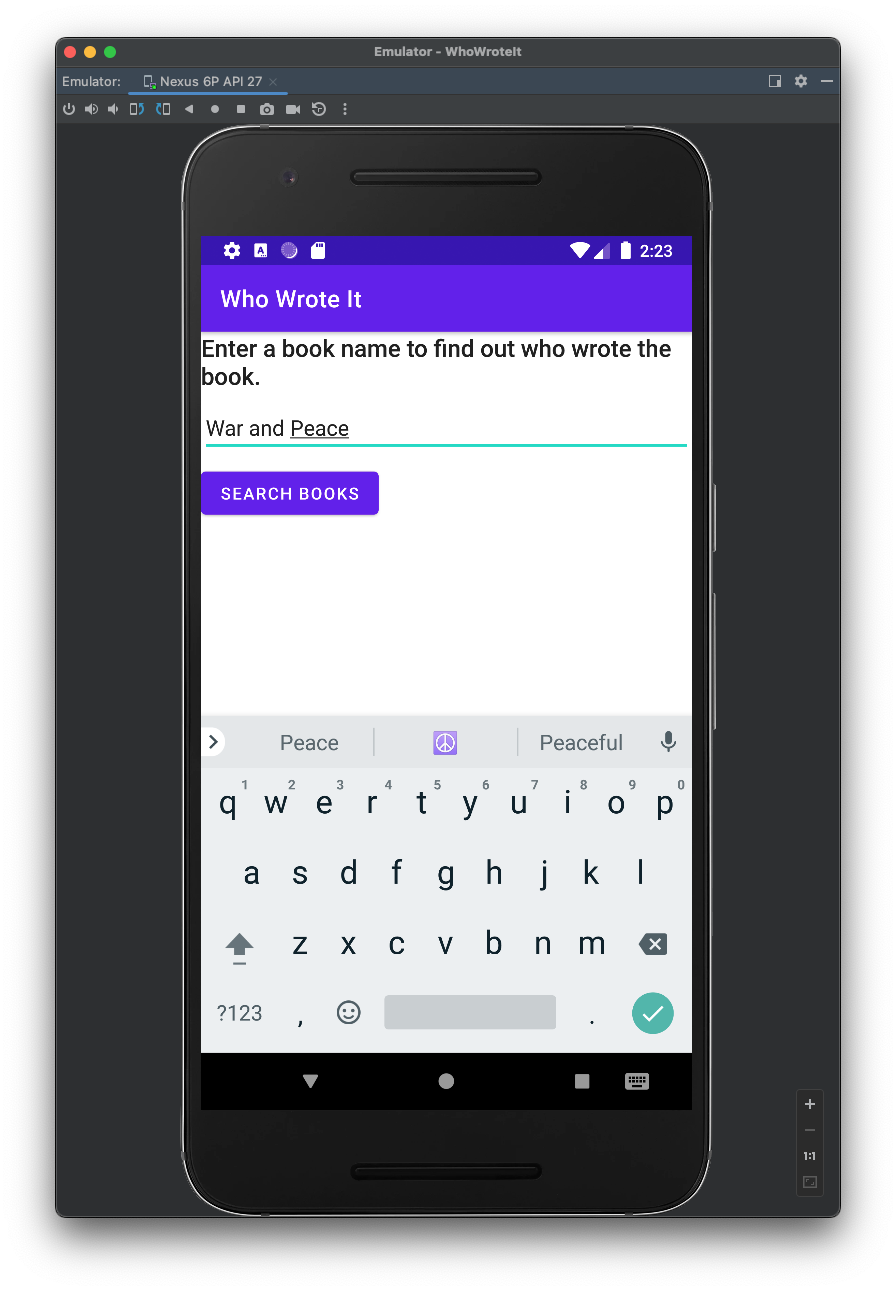 Emulator - WhoWroteIt
Emulator: Nexus 6P API 27
A
2:23
Who Wrote It
Enter a book name to find out who wrote the
book.
War and Peace
SEARCH BOOKS
Peace Peaceful
1 2 3 4 5 6 7 8 9 0
q w e r t y u i o p
a s d f g h j k l
z x c v b n m
?123 , .
1:1